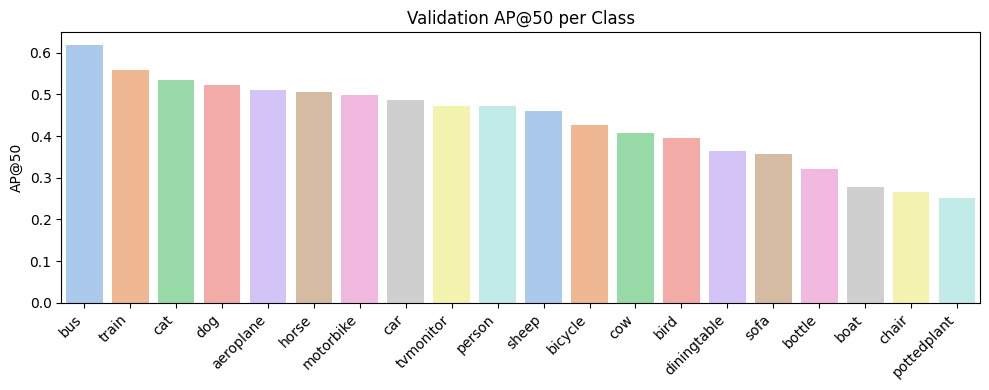 Validation AP@50 per Class
AP@50
0.6
0.5
0.4
0.3
0.2
0.1
0.0
bus
train
cat
dog
aeroplane
horse
motorbike
car
tvmonitor
person
sheep
bicycle
cow
bird
diningtable
sofa
bottle
boat
chair
pottedplant